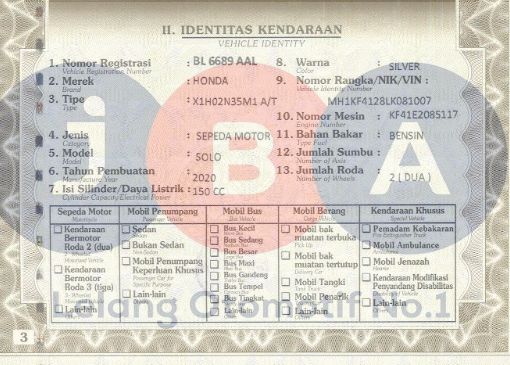 II. IDENTITAS KENDARAAN
VEHICLE IDENTITY
1. Nomor Registrasi : BL 6689 AAL
Vehicle Registration Number
2. Merek : HONDA
Brand
3. Tipe : X1H02N35M1 A/T
Type
4. Jenis : SEPEDA MOTOR
Category
5. Model : SOLO
Model
6. Tahun Pembuatan : 2020
Manufacture Year
7. Isi Silinder/Daya Listrik : 150 CC
Cylinder Capacity/Electrical Power
8. Warna : SILVER
Color
9. Nomor Rangka/NIK/VIN :
Vehicle Identity Number
MH1KF4128LK081007
10. Nomor Mesin : KF41E2085117
Engine Number
11. Bahan Bakar : BENSIN
Type Fuel
12. Jumlah Sumbu :
Number of Axis
13. Jumlah Roda : 2 ( DUA )
Number of Wheels
Sepeda Motor
Kendaraan Bermotor Roda 2 (dua)
Kendaraan Bermotor Roda 3 (tiga)
Lain-lain
Mobil Penumpang
Sedan
Bukan Sedan
Mobil Penumpang Keperluan Khusus
Lain-lain
Mobil Bus
Bus Kecil
Bus Sedang
Bus Besar
Bus Maxi
Bus Gandeng
Bus Tempel
Bus Tingkat
Lain-lain
Mobil Barang
Mobil bak muatan terbuka
Mobil bak muatan tertutup
Mobil Tangki
Mobil Penarik
Lain-lain
Kendaraan Khusus
Pemadam Kebakaran
Mobil Ambulance
Mobil Jenazah
Kendaraan Modifikasi Penyandang Disabilitas
Lain-lain
3
iBA
Lelang Otomotif No.1